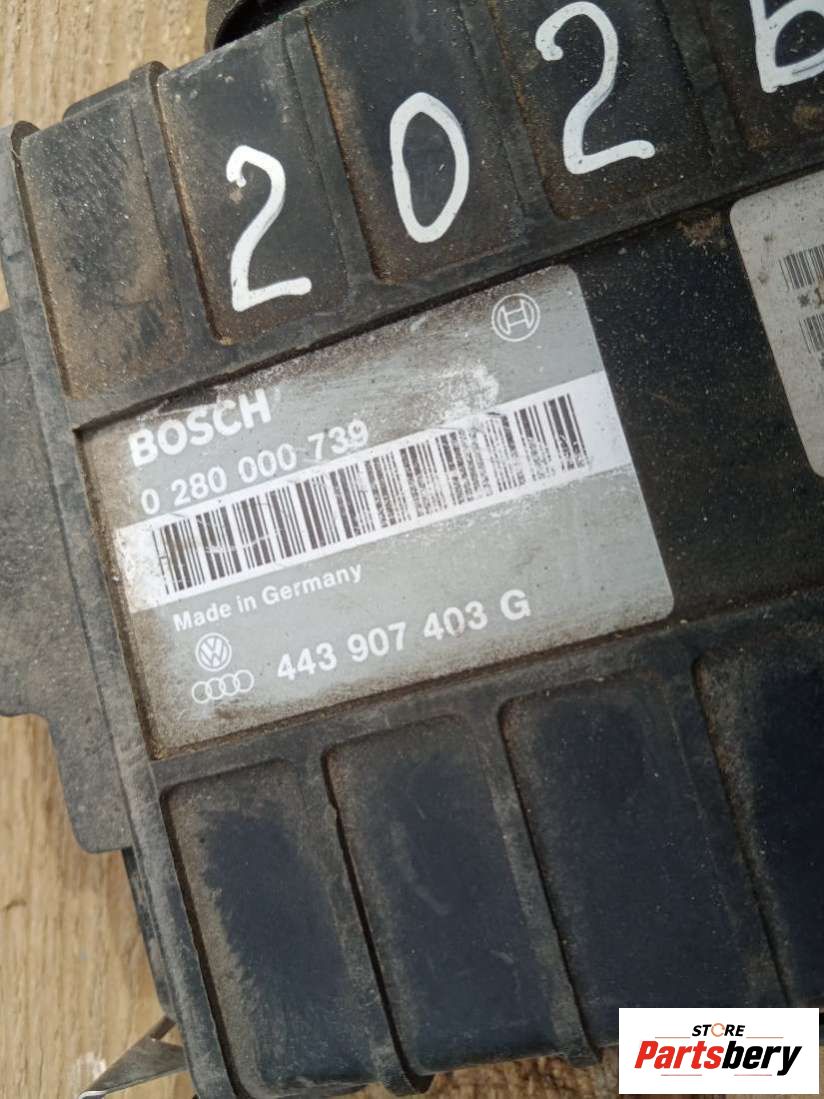 202
BOSCH
0 280 000 739
Made in Germany
443 907 403 G
STORE
Partsbery